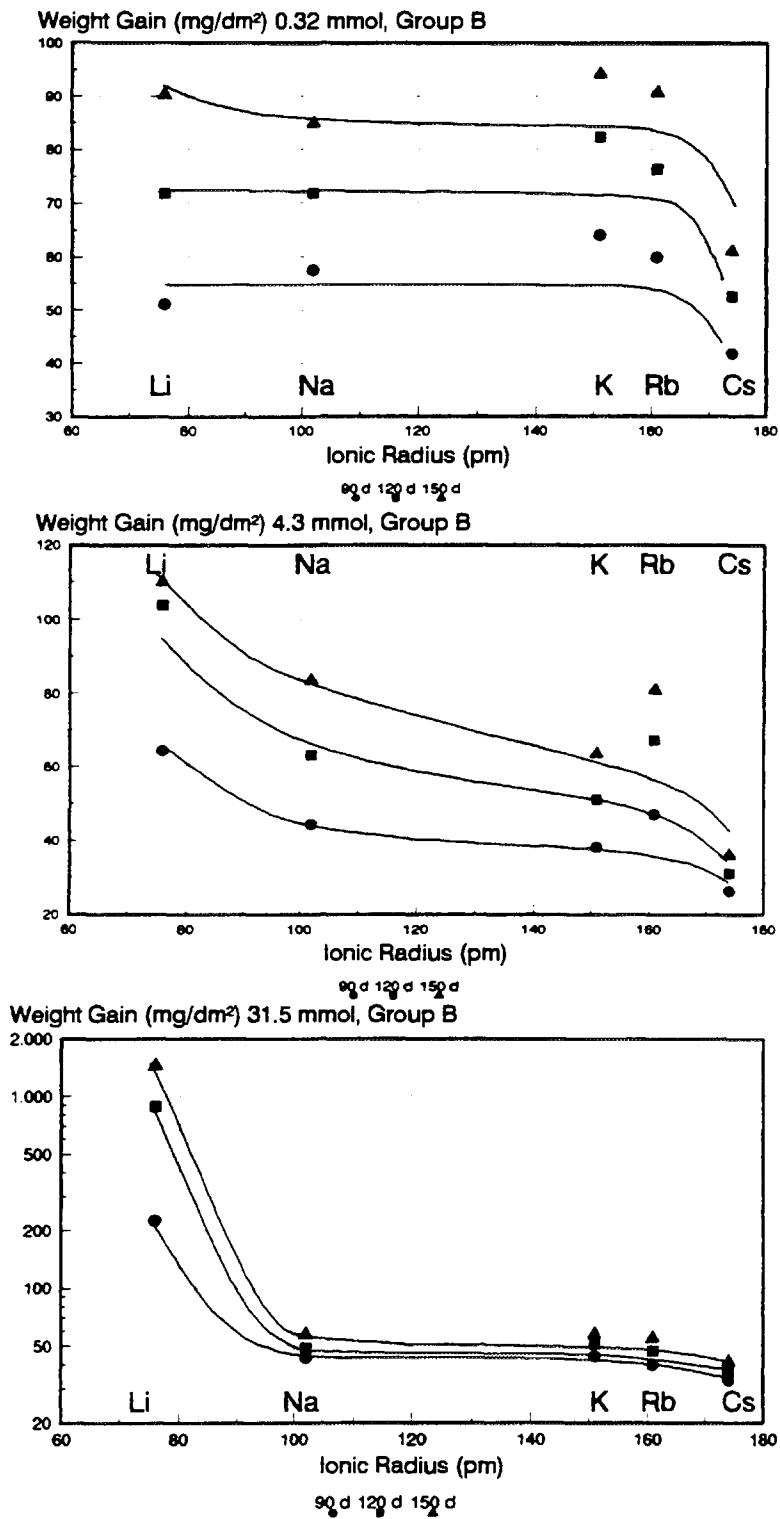 Weight Gain (mg/dm²) 0.32 mmol, Group B
100
90
80
70
60
50
40
30
Li Na K Rb Cs
60 80 100 120 140 160 180
Ionic Radius (pm)
90 d 120 d 150 d
Weight Gain (mg/dm²) 4.3 mmol, Group B
120
Li Na K Rb Cs
100
80
60
40
20
60 80 100 120 140 160 180
Ionic Radius (pm)
90 d 120 d 150 d
Weight Gain (mg/dm²) 31.5 mmol, Group B
2.000
1.000
500
200
100
50
Li Na K Rb Cs
20
60 80 100 120 140 160 180
Ionic Radius (pm)
90 d 120 d 150 d